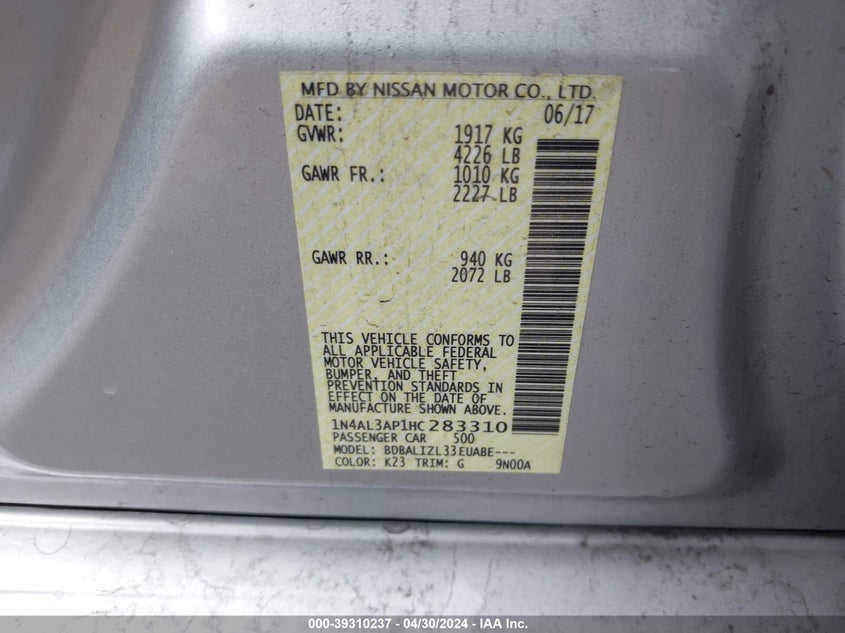 MFD BY NISSAN MOTOR CO., LTD.
DATE: 06/17
GVWR: 1917 KG
4226 LB
GAWR FR.: 1010 KG
2227 LB
GAWR RR.: 940 KG
2072 LB
THIS VEHICLE CONFORMS TO
ALL APPLICABLE FEDERAL
MOTOR VEHICLE SAFETY,
BUMPER, AND THEFT
PREVENTION STANDARDS IN
EFFECT ON THE DATE OF
MANUFACTURE SHOWN ABOVE.
1N4AL3AP1HC283310
PASSENGER CAR 500
MODEL: BDBALIZL33EUABE---
COLOR: K23 TRIM: G 9N00A
000-39310237 - 04/30/2024 - IAA Inc.